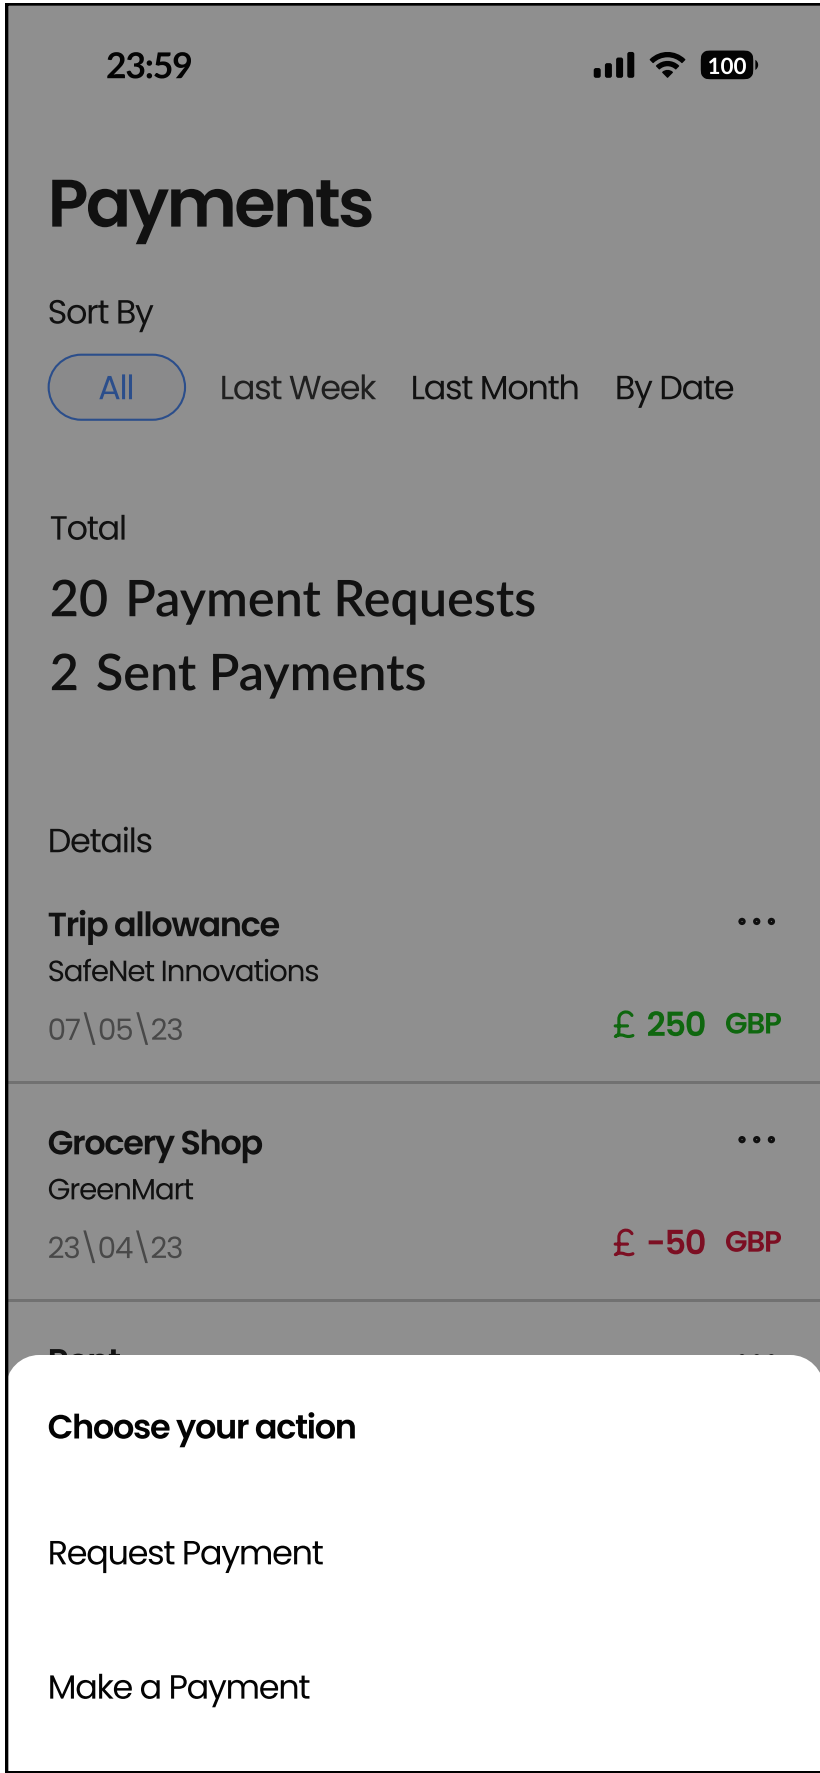 23:59 100
Payments
Sort By
All Last Week Last Month By Date
Total
20 Payment Requests
2 Sent Payments
Details
Trip allowance
SafeNet Innovations
07\05\23 £ 250 GBP
Grocery Shop
GreenMart
23\04\23 £ -50 GBP
Choose your action
Request Payment
Make a Payment